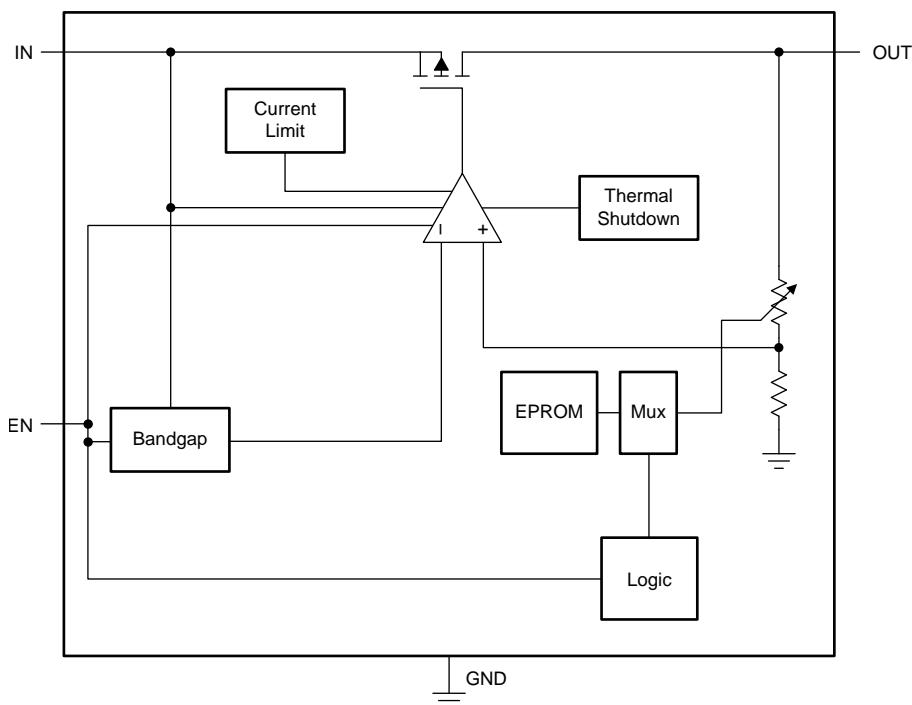 IN
OUT
Current
Limit
Thermal
Shutdown
I
+
EN
Bandgap
EPROM
Mux
Logic
GND